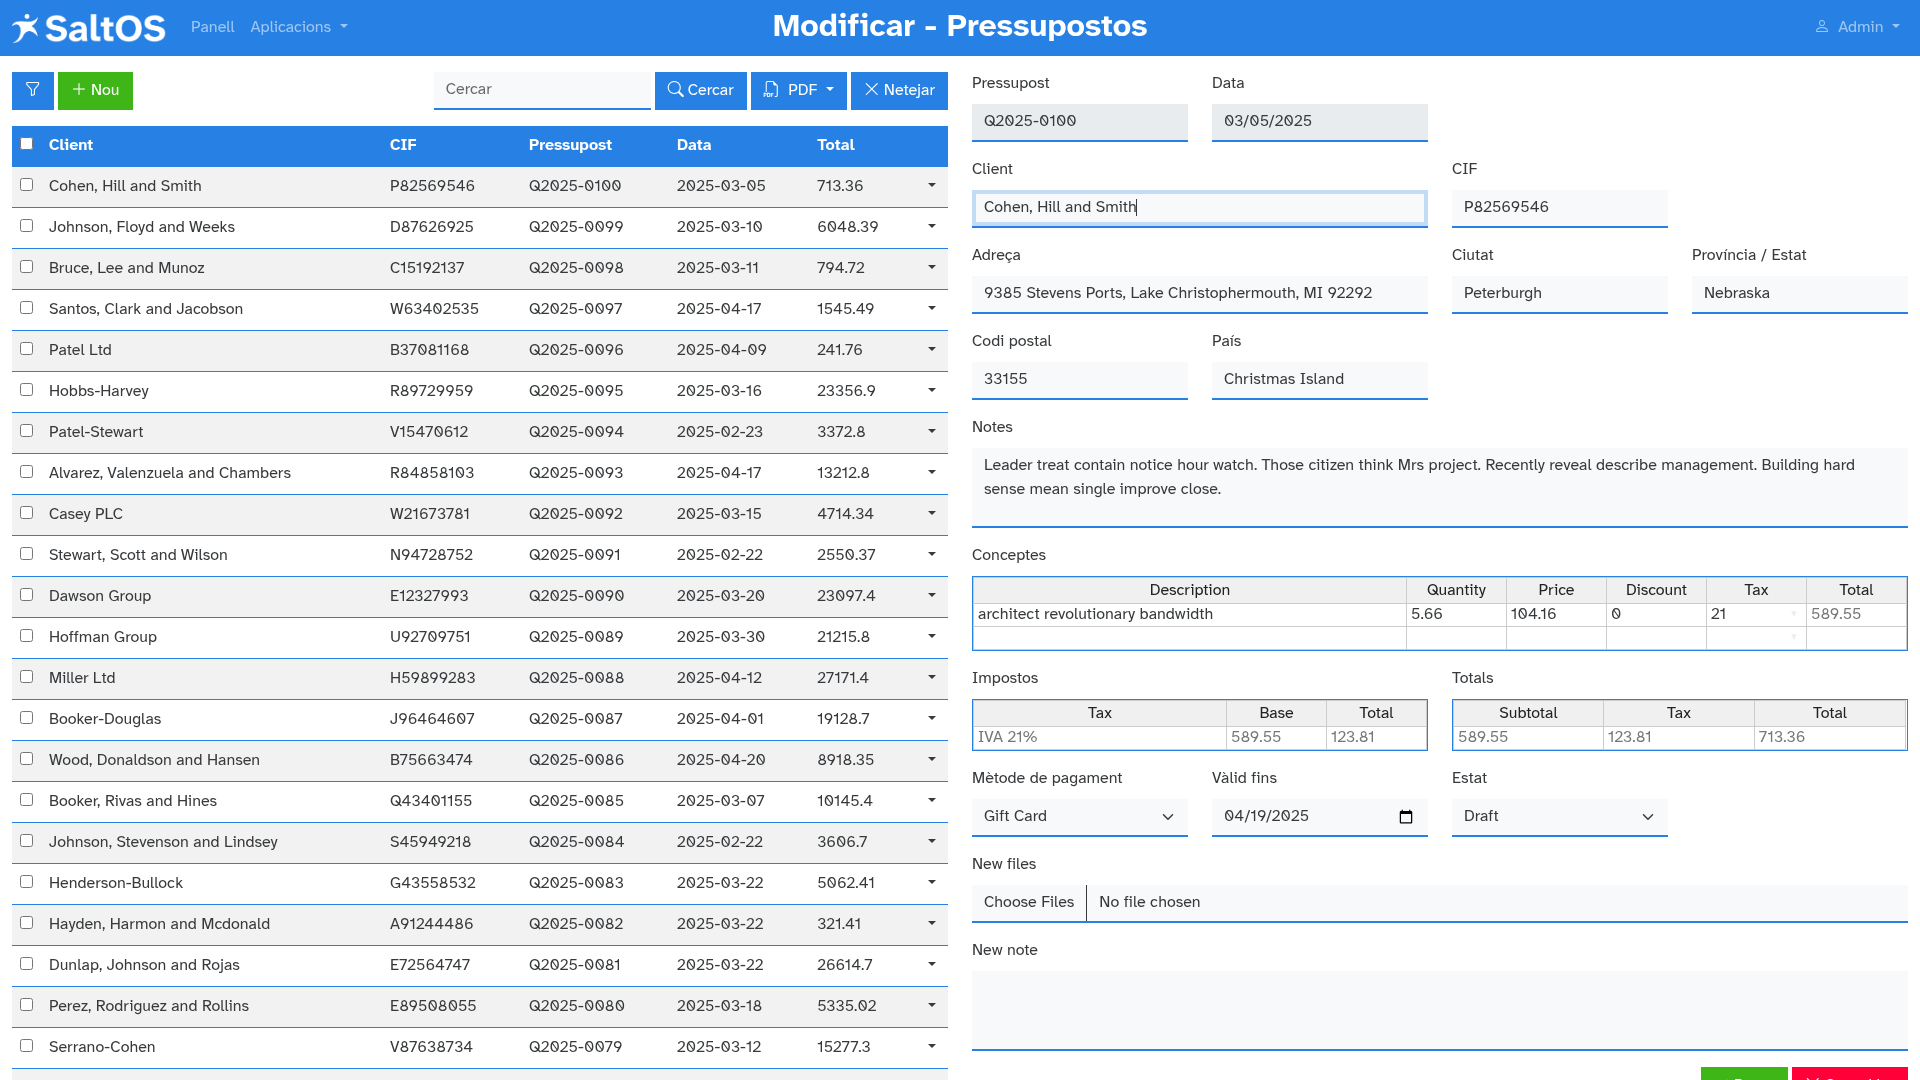 SaltOS Panell Aplicacions Modificar - Pressupostos Admin
Nou Cercar Cercar PDF Netejar
Client CIF Pressupost Data Total
Cohen, Hill and Smith P82569546 Q2025-0100 2025-03-05 713.36
Johnson, Floyd and Weeks D87626925 Q2025-0099 2025-03-10 6048.39
Bruce, Lee and Munoz C15192137 Q2025-0098 2025-03-11 794.72
Santos, Clark and Jacobson W63402535 Q2025-0097 2025-04-17 1545.49
Patel Ltd B37081168 Q2025-0096 2025-04-09 241.76
Hobbs-Harvey R89729959 Q2025-0095 2025-03-16 23356.9
Patel-Stewart V15470612 Q2025-0094 2025-02-23 3372.8
Alvarez, Valenzuela and Chambers R84858103 Q2025-0093 2025-04-17 13212.8
Casey PLC W21673781 Q2025-0092 2025-03-15 4714.34
Stewart, Scott and Wilson N94728752 Q2025-0091 2025-02-22 2550.37
Dawson Group E12327993 Q2025-0090 2025-03-20 23097.4
Hoffman Group U92709751 Q2025-0089 2025-03-30 21215.8
Miller Ltd H59899283 Q2025-0088 2025-04-12 27171.4
Booker-Douglas J96464607 Q2025-0087 2025-04-01 19128.7
Wood, Donaldson and Hansen B75663474 Q2025-0086 2025-04-20 8918.35
Booker, Rivas and Hines Q43401155 Q2025-0085 2025-03-07 10145.4
Johnson, Stevenson and Lindsey S45949218 Q2025-0084 2025-02-22 3606.7
Henderson-Bullock G43558532 Q2025-0083 2025-03-22 5062.41
Hayden, Harmon and Mcdonald A91244486 Q2025-0082 2025-03-22 321.41
Dunlap, Johnson and Rojas E72564747 Q2025-0081 2025-03-22 26614.7
Perez, Rodriguez and Rollins E89508055 Q2025-0080 2025-03-18 5335.02
Serrano-Cohen V87638734 Q2025-0079 2025-03-12 15277.3
Pressupost Data
Q2025-0100 03/05/2025
Client CIF
Cohen, Hill and Smith P82569546
Adreça Ciutat Província / Estat
9385 Stevens Ports, Lake Christophermouth, MI 92292 Peterburgh Nebraska
Codi postal País
33155 Christmas Island
Notes
Leader treat contain notice hour watch. Those citizen think Mrs project. Recently reveal describe management. Building hard
sense mean single improve close.
Conceptes
Description Quantity Price Discount Tax Total
architect revolutionary bandwidth 5.66 104.16 0 21 589.55
Impostos Totals
Tax Base Total Subtotal Tax Total
IVA 21% 589.55 123.81 589.55 123.81 713.36
Mètode de pagament Vàlid fins Estat
Gift Card 04/19/2025 Draft
New files
Choose Files No file chosen
New note